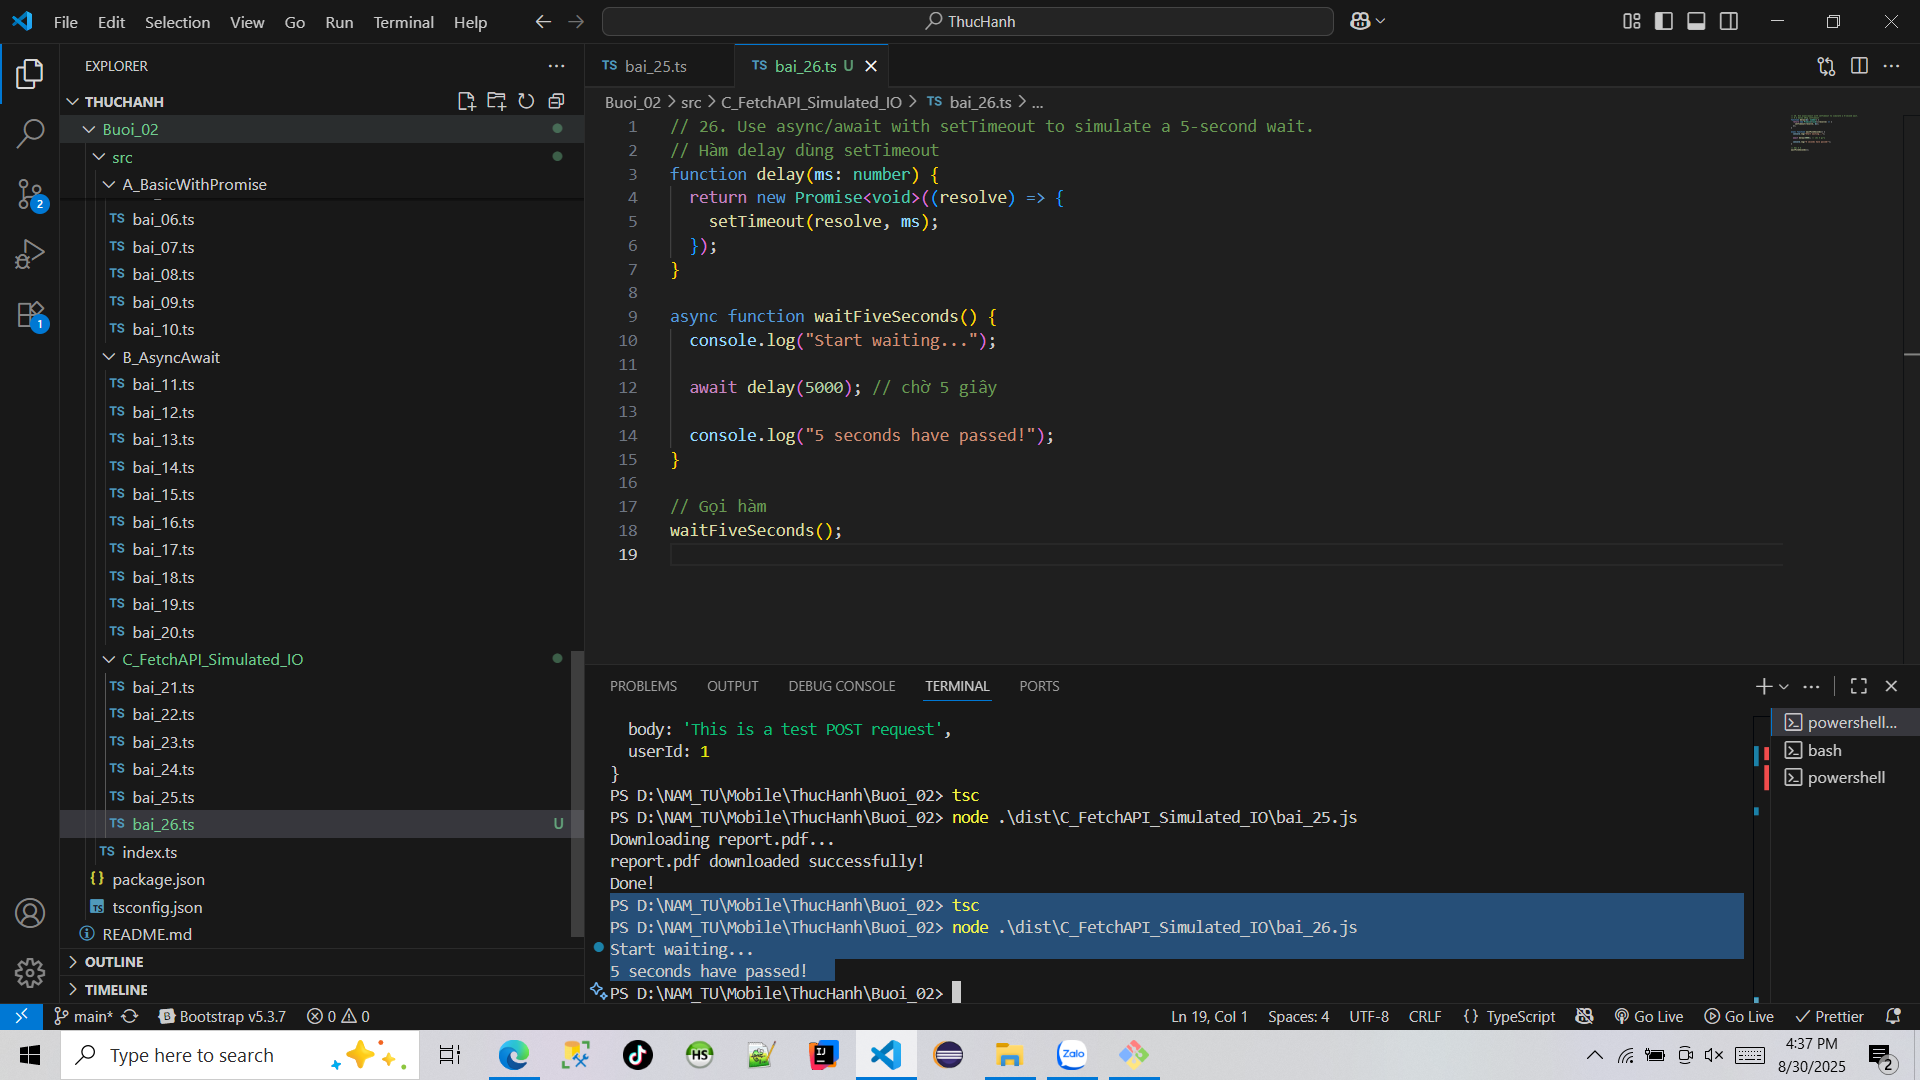 File Edit Selection View Go Run Terminal Help
ThucHanh
EXPLORER
THUCHANH
Buoi_02
src
A_BasicWithPromise
TS bai_06.ts
TS bai_07.ts
TS bai_08.ts
TS bai_09.ts
TS bai_10.ts
B_AsyncAwait
TS bai_11.ts
TS bai_12.ts
TS bai_13.ts
TS bai_14.ts
TS bai_15.ts
TS bai_16.ts
TS bai_17.ts
TS bai_18.ts
TS bai_19.ts
TS bai_20.ts
C_FetchAPI_Simulated_IO
TS bai_21.ts
TS bai_22.ts
TS bai_23.ts
TS bai_24.ts
TS bai_25.ts
TS bai_26.ts U
TS index.ts
{} package.json
TS tsconfig.json
README.md
OUTLINE
TIMELINE
2
1
TS bai_25.ts TS bai_26.ts U
Buoi_02 > src > C_FetchAPI_Simulated_IO > TS bai_26.ts > ...
1 // 26. Use async/await with setTimeout to simulate a 5-second wait.
2 // Hàm delay dùng setTimeout
3 function delay(ms: number) {
4 return new Promise<void>((resolve) => {
5 setTimeout(resolve, ms);
6 });
7 }
8
9 async function waitFiveSeconds() {
10 console.log("Start waiting...");
11
12 await delay(5000); // chờ 5 giây
13
14 console.log("5 seconds have passed!");
15 }
16
17 // Gọi hàm
18 waitFiveSeconds();
19
PROBLEMS OUTPUT DEBUG CONSOLE TERMINAL PORTS
body: 'This is a test POST request',
userId: 1
}
PS D:\NAM_TU\Mobile\ThucHanh\Buoi_02> tsc
PS D:\NAM_TU\Mobile\ThucHanh\Buoi_02> node .\dist\C_FetchAPI_Simulated_IO\bai_25.js
Downloading report.pdf...
report.pdf downloaded successfully!
Done!
PS D:\NAM_TU\Mobile\ThucHanh\Buoi_02> tsc
PS D:\NAM_TU\Mobile\ThucHanh\Buoi_02> node .\dist\C_FetchAPI_Simulated_IO\bai_26.js
Start waiting...
5 seconds have passed!
PS D:\NAM_TU\Mobile\ThucHanh\Buoi_02>
powershell...
bash
powershell
main* Bootstrap v5.3.7 0 0 Ln 19, Col 1 Spaces: 4 UTF-8 CRLF {} TypeScript Go Live Go Live Prettier
Type here to search
HS
IJ
Zalo
4:37 PM
8/30/2025
2